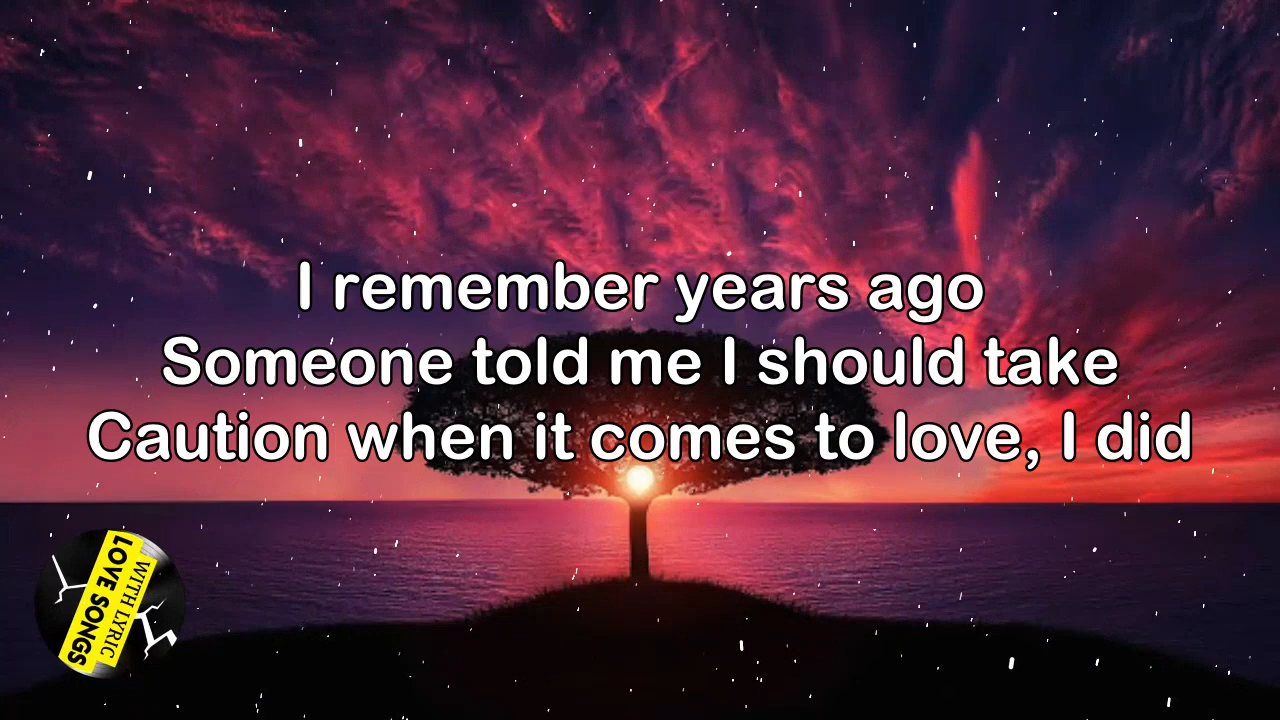 I remember years ago
Someone told me I should take
Caution when it comes to love, I did
WITH LYRIC
LOVE SONGS